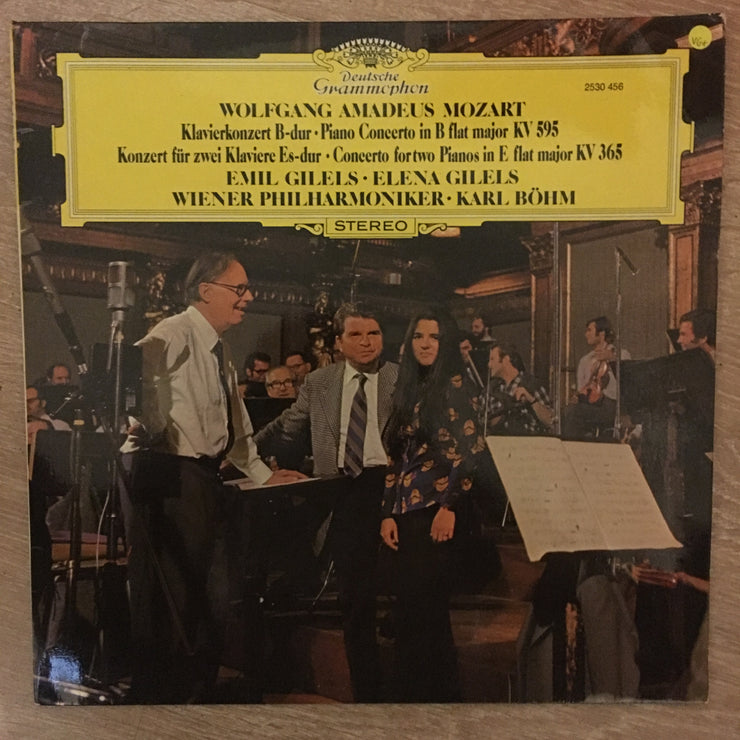 Deutsche
Grammophon
2530 456
WOLFGANG AMADEUS MOZART
Klavierkonzert B-dur · Piano Concerto in B flat major KV 595
Konzert für zwei Klaviere Es-dur · Concerto for two Pianos in E flat major KV 365
EMIL GILELS · ELENA GILELS
WIENER PHILHARMONIKER · KARL BÖHM
STEREO